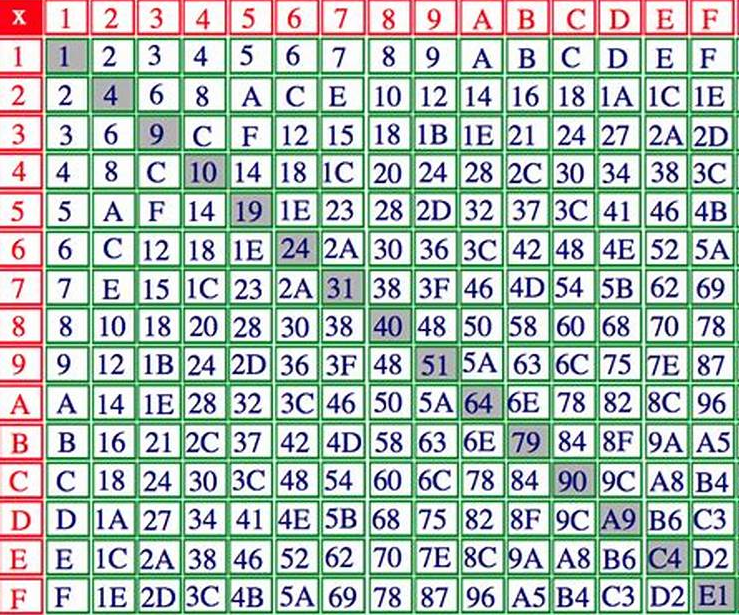 x 1 2 3 4 5 6 7 8 9 A B C D E F
1 1 2 3 4 5 6 7 8 9 A B C D E F
2 2 4 6 8 A C E 10 12 14 16 18 1A 1C 1E
3 3 6 9 C F 12 15 18 1B 1E 21 24 27 2A 2D
4 4 8 C 10 14 18 1C 20 24 28 2C 30 34 38 3C
5 5 A F 14 19 1E 23 28 2D 32 37 3C 41 46 4B
6 6 C 12 18 1E 24 2A 30 36 3C 42 48 4E 52 5A
7 7 E 15 1C 23 2A 31 38 3F 46 4D 54 5B 62 69
8 8 10 18 20 28 30 38 40 48 50 58 60 68 70 78
9 9 12 1B 24 2D 36 3F 48 51 5A 63 6C 75 7E 87
A A 14 1E 28 32 3C 46 50 5A 64 6E 78 82 8C 96
B B 16 21 2C 37 42 4D 58 63 6E 79 84 8F 9A A5
C C 18 24 30 3C 48 54 60 6C 78 84 90 9C A8 B4
D D 1A 27 34 41 4E 5B 68 75 82 8F 9C A9 B6 C3
E E 1C 2A 38 46 52 62 70 7E 8C 9A A8 B6 C4 D2
F F 1E 2D 3C 4B 5A 69 78 87 96 A5 B4 C3 D2 E1